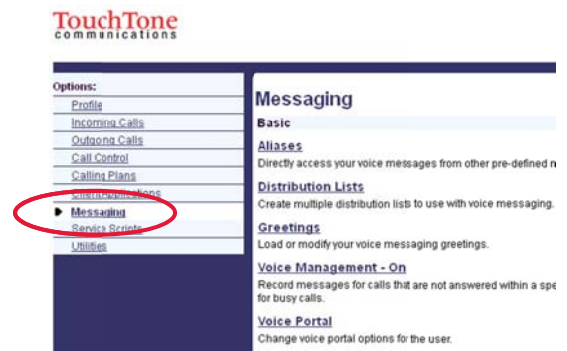 TouchTone
communications
Options:
Profile
Incoming Calls
Outgong Calls
Call Control
Calling Plans
Client Applications
Messaging
Service Scripts
Utilities
Messaging
Basic
Aliases
Directly access your voice messages from other pre-defined n
Distribution Lists
Create multiple distribution lists to use with voice messaging.
Greetings
Load or modify your voice messaging greetings.
Voice Management - On
Record messages for calls that are not answered within a spe
for busy calls.
Voice Portal
Change voice portal options for the user.